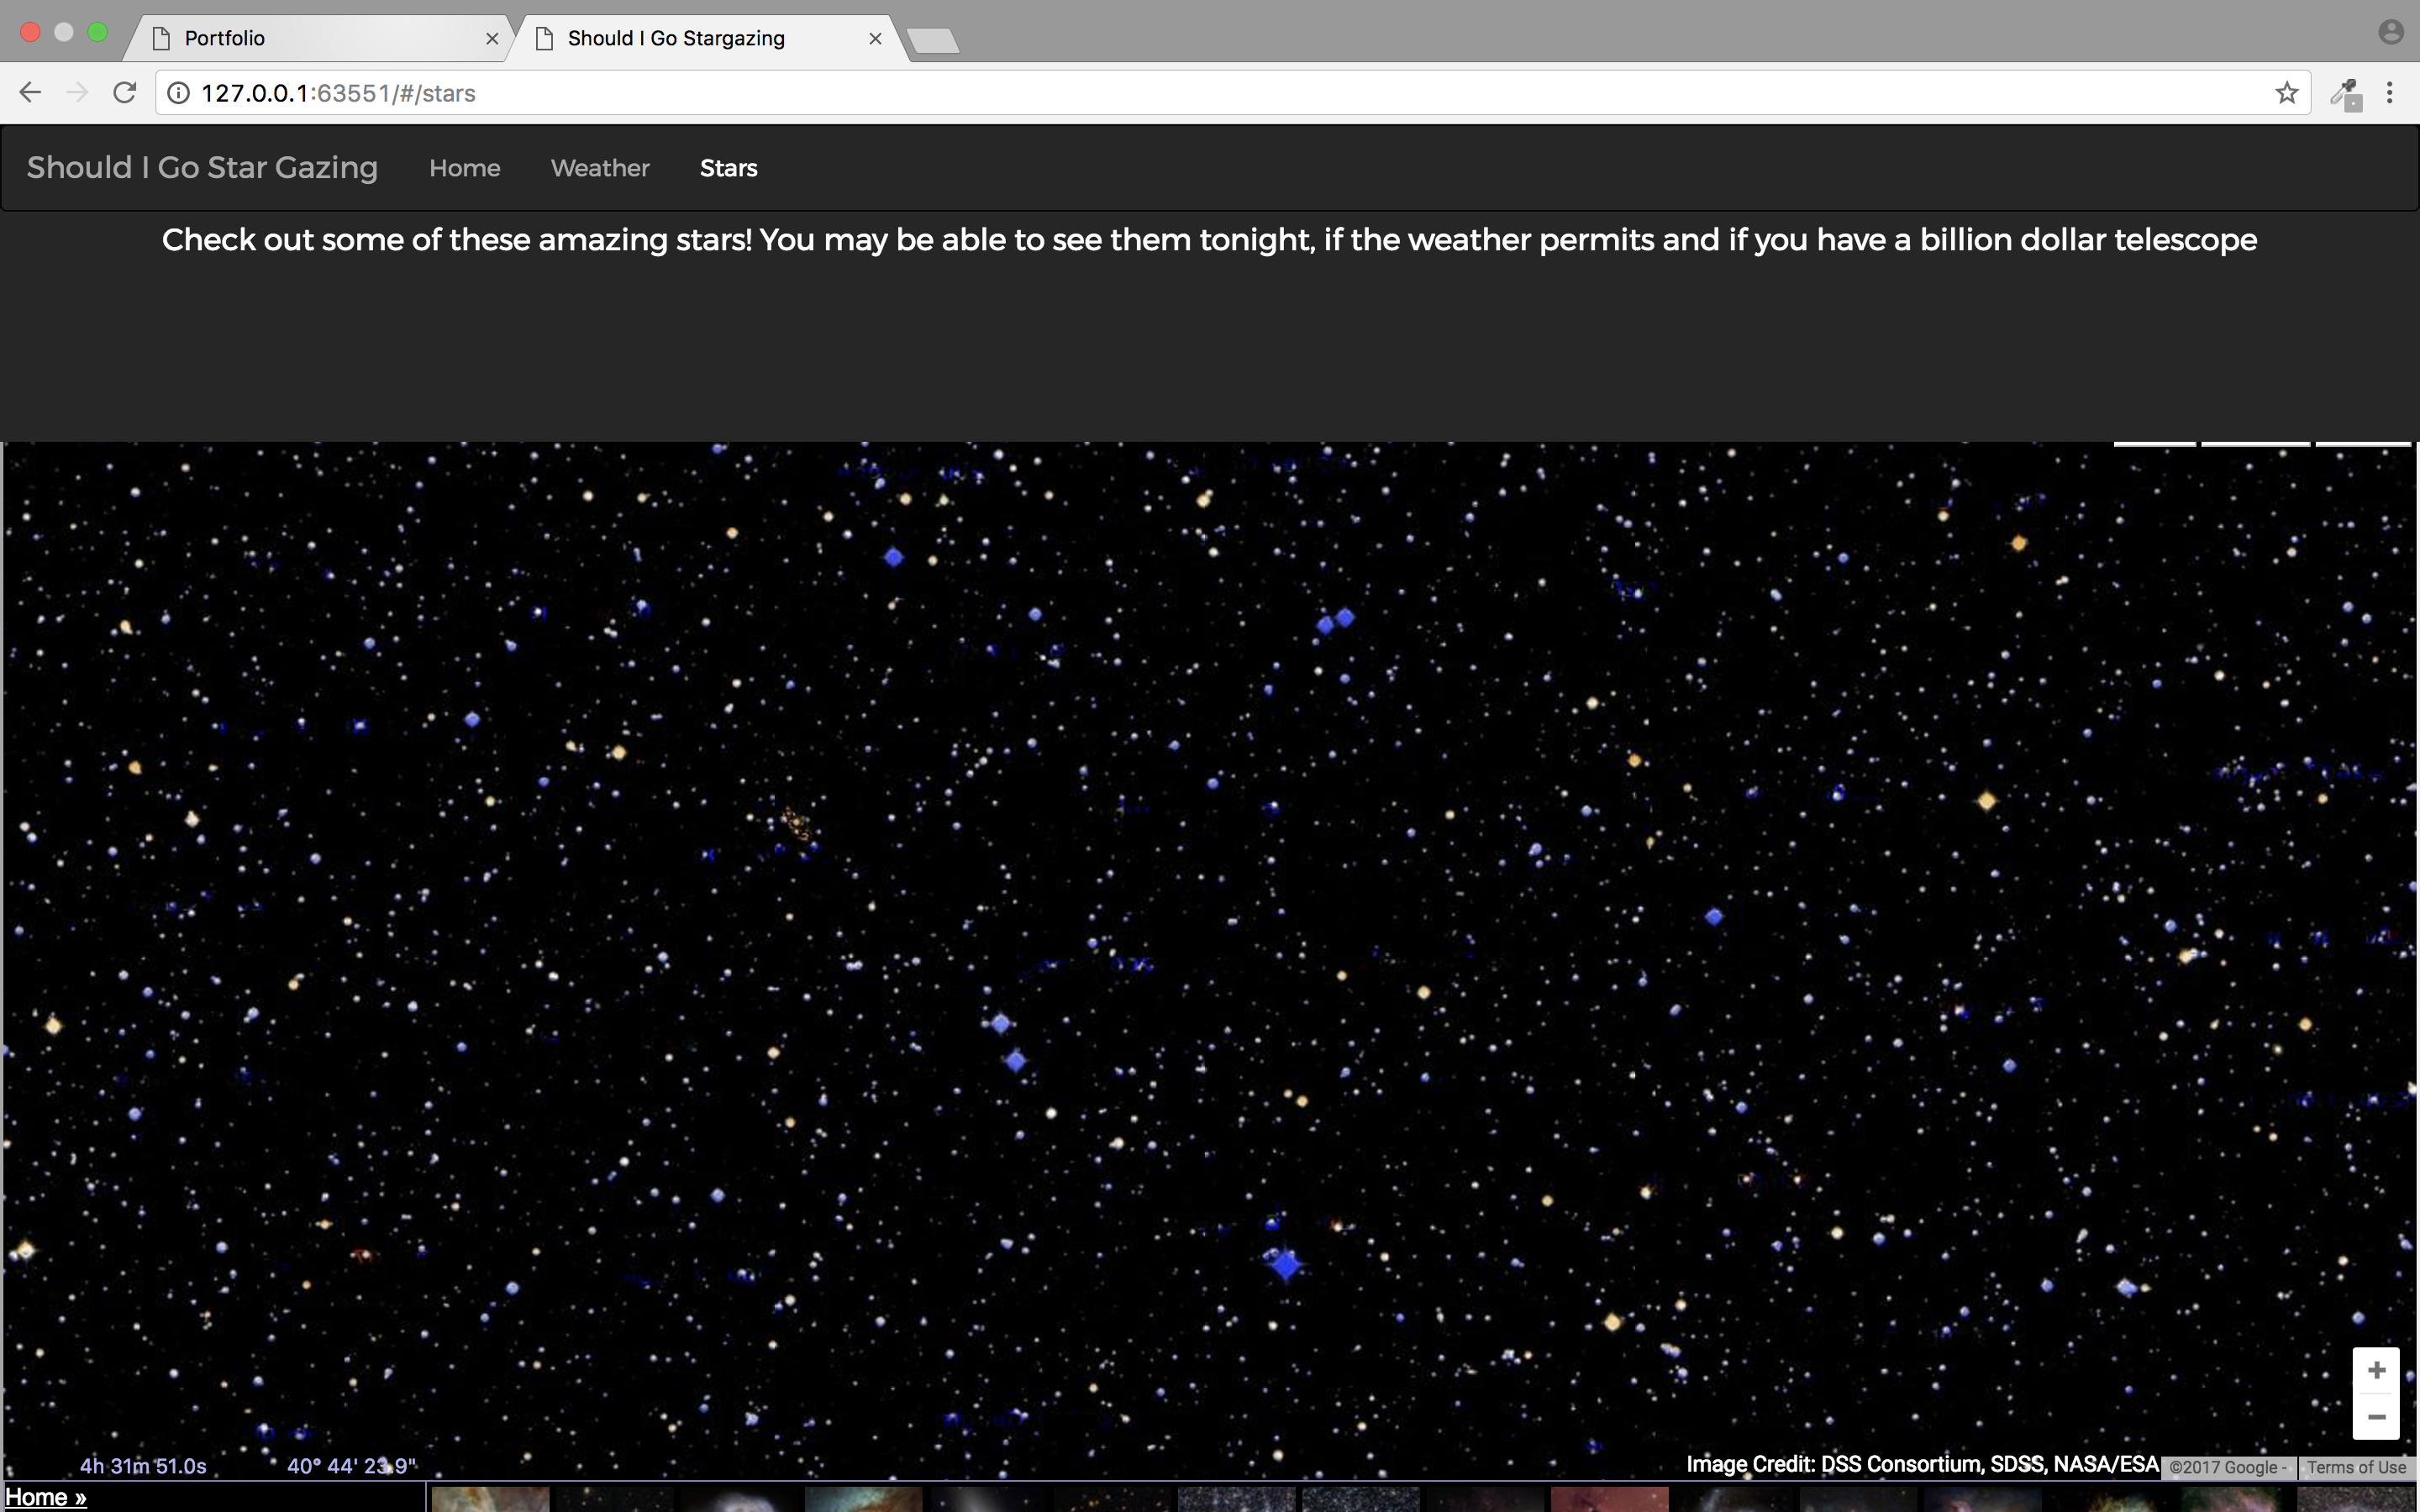 Portfolio
Should I Go Stargazing
127.0.0.1:63551/#/stars
Should I Go Star Gazing Home Weather Stars
Check out some of these amazing stars! You may be able to see them tonight, if the weather permits and if you have a billion dollar telescope
4h 31m 51.0s 40° 44' 23.9"
Image Credit: DSS Consortium, SDSS, NASA/ESA ©2017 Google - Terms of Use
Home »